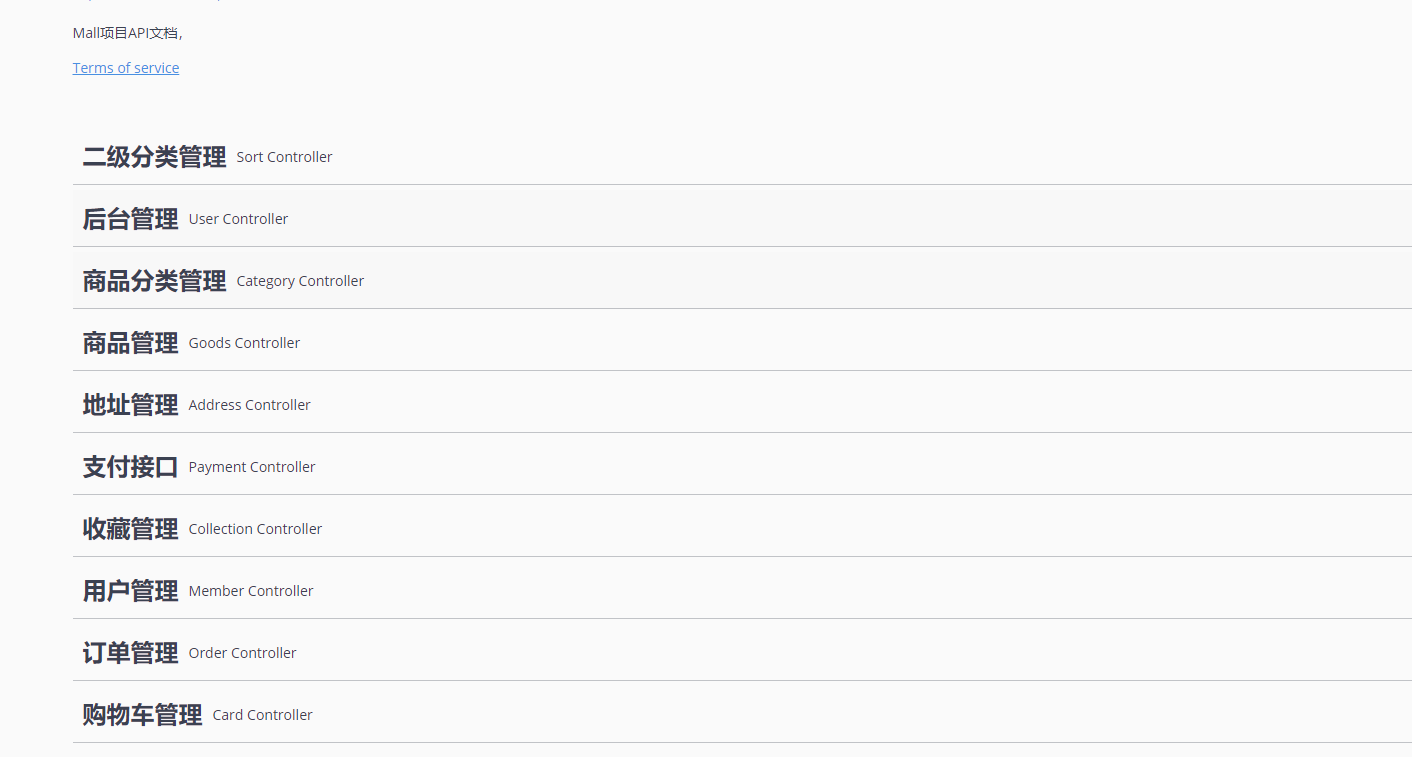 Mall项目API文档，
Terms of service
二级分类管理 Sort Controller
后台管理 User Controller
商品分类管理 Category Controller
商品管理 Goods Controller
地址管理 Address Controller
支付接口 Payment Controller
收藏管理 Collection Controller
用户管理 Member Controller
订单管理 Order Controller
购物车管理 Card Controller